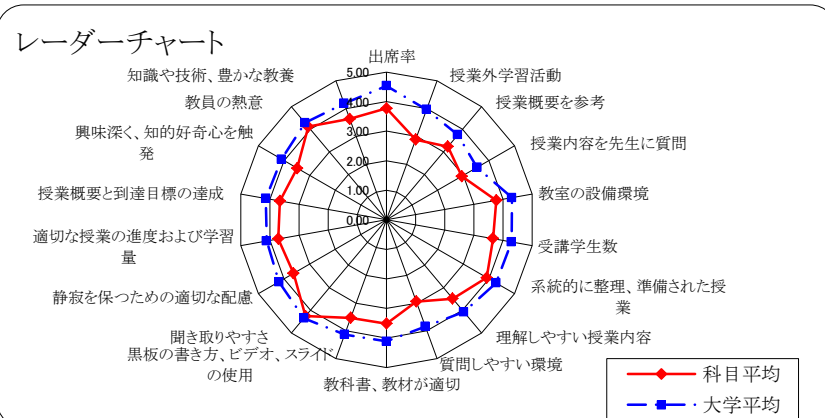 レーダーチャート
出席率
授業外学習活動
授業概要を参考
授業内容を先生に質問
教室の設備環境
受講学生数
系統的に整理、準備された授
業
理解しやすい授業内容
質問しやすい環境
教科書、教材が適切
黒板の書き方、ビデオ、スライド
の使用
聞き取りやすさ
静寂を保つための適切な配慮
適切な授業の進度および学習
量
授業概要と到達目標の達成
興味深く、知的好奇心を触
発
教員の熱意
知識や技術、豊かな教養
5.00
4.00
3.00
2.00
1.00
0.00
科目平均
大学平均